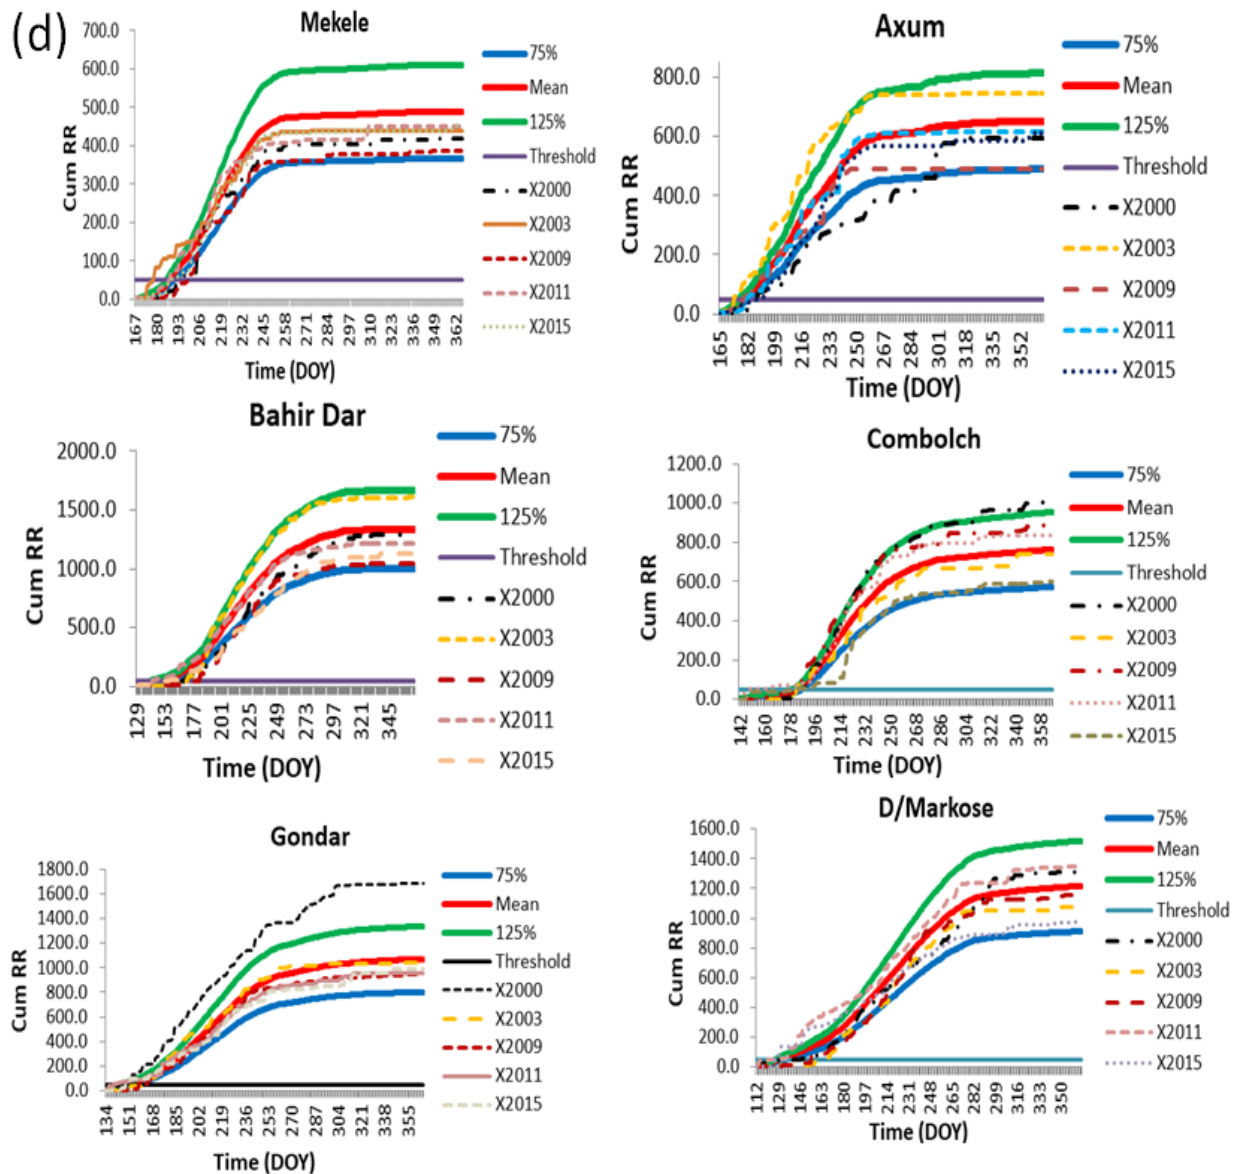 (d)
Mekele
Cum RR
700.0
600.0
500.0
400.0
300.0
200.0
100.0
0.0
167 180 193 206 219 232 245 258 271 284 297 310 323 336 349 362
Time (DOY)
75%
Mean
125%
Threshold
X2000
X2003
X2009
X2011
X2015
Axum
Cum RR
800.0
600.0
400.0
200.0
0.0
165 182 199 216 233 250 267 284 301 318 335 352
Time (DOY)
75%
Mean
125%
Threshold
X2000
X2003
X2009
X2011
X2015
Bahir Dar
Cum RR
2000.0
1500.0
1000.0
500.0
0.0
129 153 177 201 225 249 273 297 321 345
Time (DOY)
75%
Mean
125%
Threshold
X2000
X2003
X2009
X2011
X2015
Combolch
Cum RR
1200.0
1000.0
800.0
600.0
400.0
200.0
0.0
142 160 178 196 214 232 250 268 286 304 322 340 358
Time (DOY)
75%
Mean
125%
Threshold
X2000
X2003
X2009
X2011
X2015
Gondar
Cum RR
1800.0
1600.0
1400.0
1200.0
1000.0
800.0
600.0
400.0
200.0
0.0
134 151 168 185 202 219 236 253 270 287 304 321 338 355
Time (DOY)
75%
Mean
125%
Threshold
X2000
X2003
X2009
X2011
X2015
D/Markose
Cum RR
1600.0
1400.0
1200.0
1000.0
800.0
600.0
400.0
200.0
0.0
112 129 146 163 180 197 214 231 248 265 282 299 316 333 350
Time (DOY)
75%
Mean
125%
Threshold
X2000
X2003
X2009
X2011
X2015